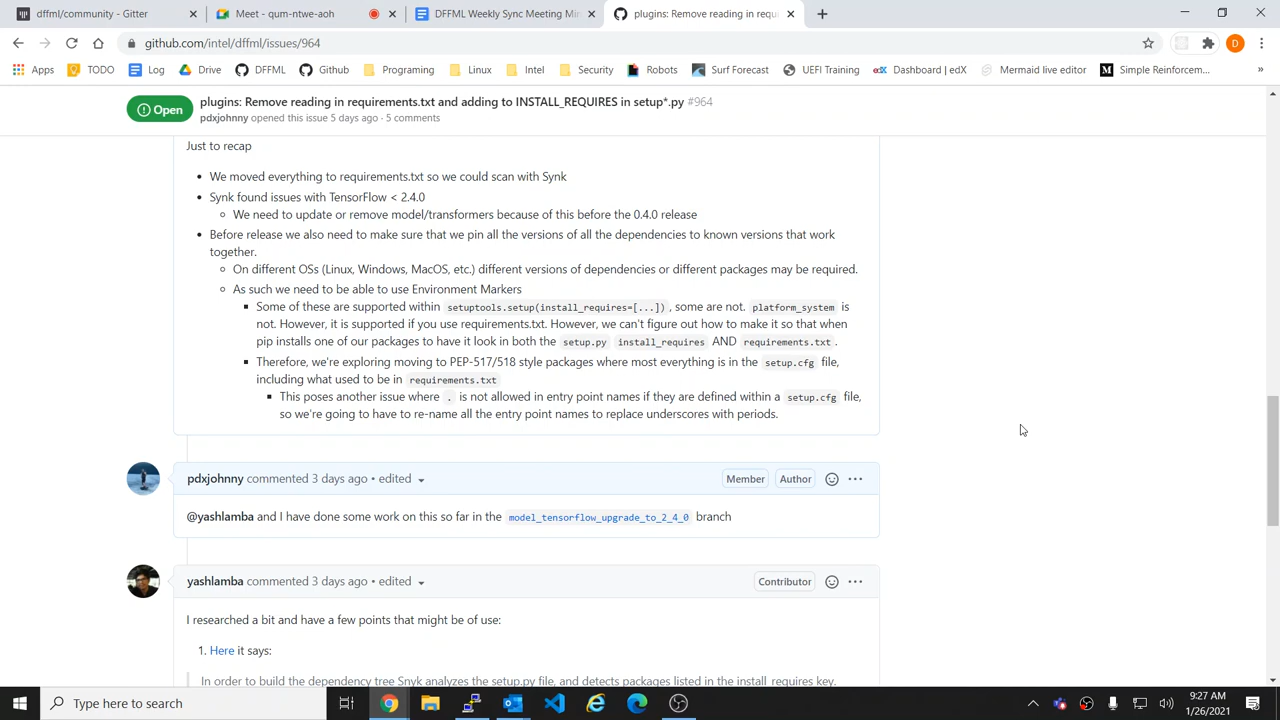 dffml/community - Gitter
Meet - qum-ntwe-aoh
DFFML Weekly Sync Meeting Min
plugins: Remove reading in requ
github.com/intel/dffml/issues/964
D
Apps
TODO
Log
Drive
DFFML
Github
Programing
Linux
Intel
Security
Robots
Surf Forecast
UEFI Training
Dashboard | edX
Mermaid live editor
Simple Reinforcem...
Open
plugins: Remove reading in requirements.txt and adding to INSTALL_REQUIRES in setup*.py #964
pdxjohnny opened this issue 5 days ago · 5 comments
Just to recap
• We moved everything to requirements.txt so we could scan with Synk
• Synk found issues with TensorFlow < 2.4.0
We need to update or remove model/transformers because of this before the 0.4.0 release
• Before release we also need to make sure that we pin all the versions of all the dependencies to known versions that work
together.
On different OSs (Linux, Windows, MacOS, etc.) different versions of dependencies or different packages may be required.
As such we need to be able to use Environment Markers
Some of these are supported within setuptools.setup(install_requires=[...]), some are not. platform_system is
not. However, it is supported if you use requirements.txt. However, we can't figure out how to make it so that when
pip installs one of our packages to have it look in both the setup.py install_requires AND requirements.txt.
Therefore, we're exploring moving to PEP-517/518 style packages where most everything is in the setup.cfg file,
including what used to be in requirements.txt
This poses another issue where . is not allowed in entry point names if they are defined within a setup.cfg file,
so we're going to have to re-name all the entry point names to replace underscores with periods.
pdxjohnny commented 3 days ago • edited
Member
Author
@yashlamba and I have done some work on this so far in the model_tensorflow_upgrade_to_2_4_0 branch
yashlamba commented 3 days ago • edited
Contributor
I researched a bit and have a few points that might be of use:
1. Here it says:
In order to build the dependency tree Snyk analyzes the setup.py file, and detects packages listed in the install_requires key.
Type here to search
9:27 AM
1/26/2021